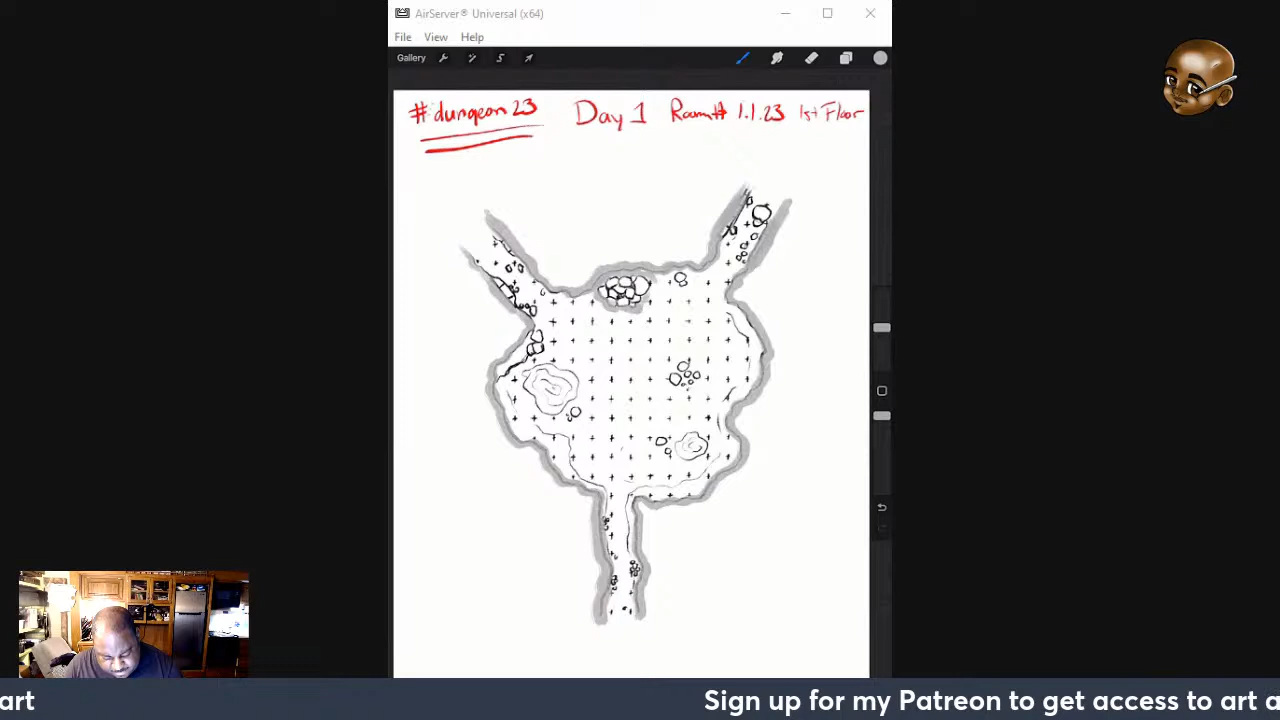 AirServer® Universal (x64)
File View Help
Gallery
#dungeon23 Day 1 Room# 1.1.23 1st Floor
art Sign up for my Patreon to get access to art a